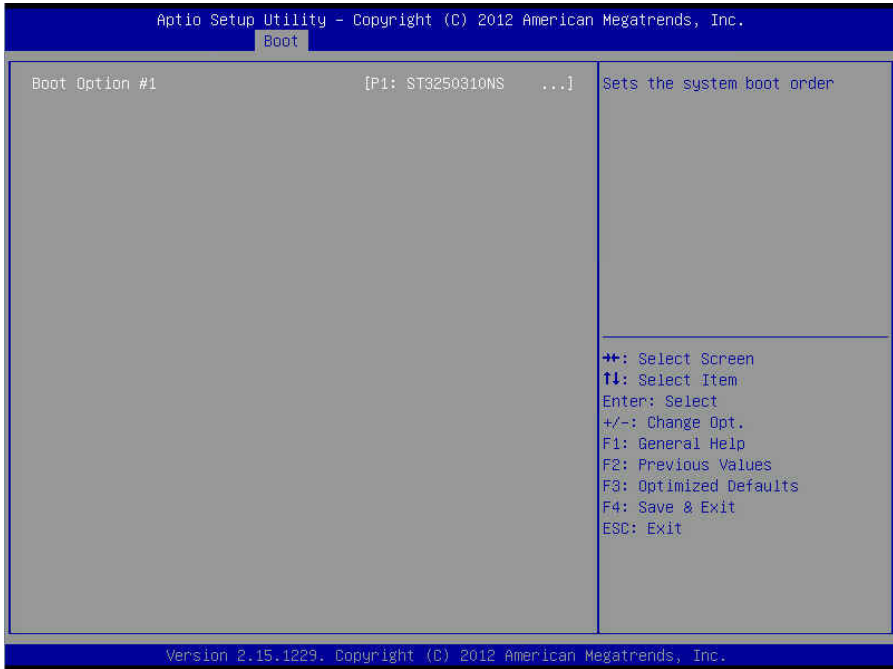 Aptio Setup Utility – Copyright (C) 2012 American Megatrends, Inc.
Boot
Boot Option #1 [P1: ST3250310NS ...]
Sets the system boot order
→←: Select Screen
↑↓: Select Item
Enter: Select
+/-: Change Opt.
F1: General Help
F2: Previous Values
F3: Optimized Defaults
F4: Save & Exit
ESC: Exit
Version 2.15.1229. Copyright (C) 2012 American Megatrends, Inc.